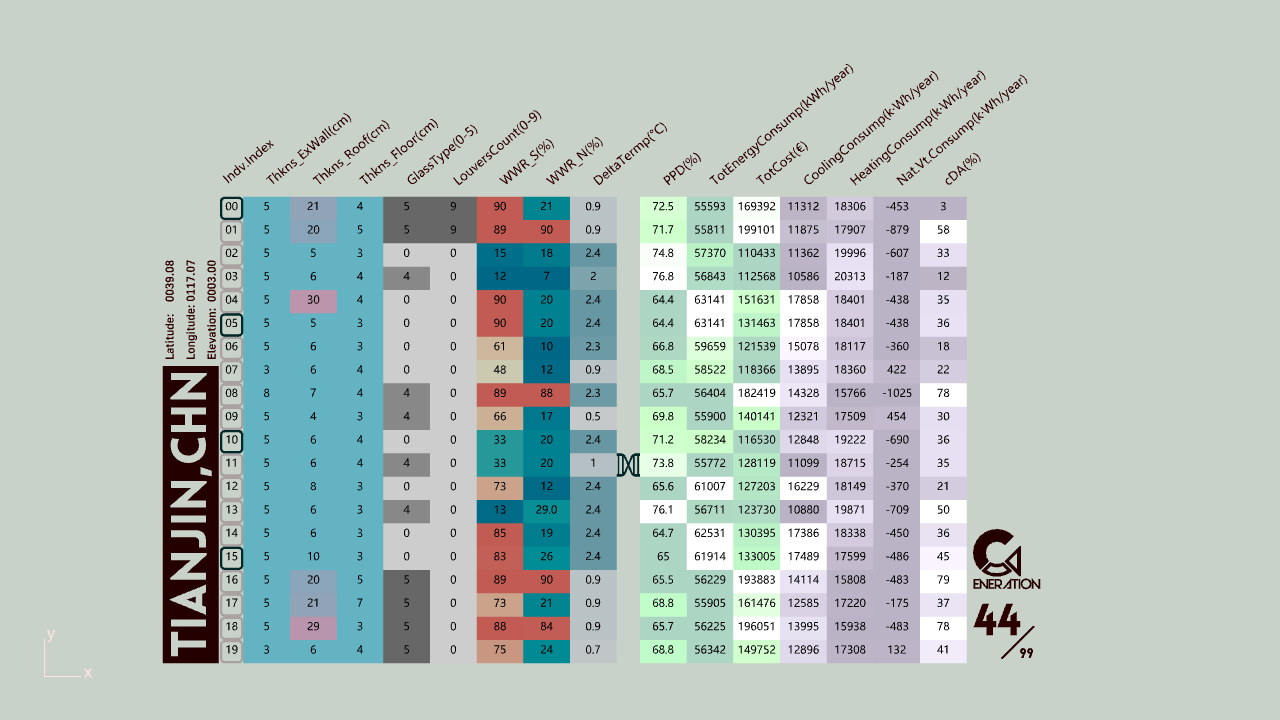 Indv.Index Thkns_ExWall(cm) Thkns_Roof(cm) Thkns_Floor(cm) GlassType(0-5) LouversCount(0-9) WWR_S(%) WWR_N(%) DeltaTermp(°C) PPD(%) TotEnergyConsump(kWh/year) TotCost(€) CoolingConsump(k·Wh/year) HeatingConsump(k·Wh/year) Nat.Vt.Consump(k·Wh/year) cDA(%)
00 5 21 4 5 9 90 21 0.9 72.5 55593 169392 11312 18306 -453 3
01 5 20 5 5 9 89 90 0.9 71.7 55811 199101 11875 17907 -879 58
02 5 5 3 0 0 15 18 2.4 74.8 57370 110433 11362 19996 -607 33
03 5 6 4 4 0 12 7 2 76.8 56843 112568 10586 20313 -187 12
04 5 30 4 0 0 90 20 2.4 64.4 63141 151631 17858 18401 -438 35
05 5 5 3 0 0 90 20 2.4 64.4 63141 131463 17858 18401 -438 36
06 5 6 3 0 0 61 10 2.3 66.8 59659 121539 15078 18117 -360 18
07 3 6 4 0 0 48 12 0.9 68.5 58522 118366 13895 18360 422 22
08 8 7 4 4 0 89 88 2.3 65.7 56404 182419 14328 15766 -1025 78
09 5 4 3 4 0 66 17 0.5 69.8 55900 140141 12321 17509 454 30
10 5 6 4 0 0 33 20 2.4 71.2 58234 116530 12848 19222 -690 36
11 5 6 4 4 0 33 20 1 73.8 55772 128119 11099 18715 -254 35
12 5 8 3 0 0 73 12 2.4 65.6 61007 127203 16229 18149 -370 21
13 5 6 3 4 0 13 29.0 2.4 76.1 56711 123730 10880 19871 -709 50
14 5 6 3 0 0 85 19 2.4 64.7 62531 130395 17386 18338 -450 36
15 5 10 3 0 0 83 26 2.4 65 61914 133005 17489 17599 -486 45
16 5 20 5 5 0 89 90 0.9 65.5 56229 193883 14114 15808 -483 79
17 5 21 7 5 0 73 21 0.9 68.8 55905 161476 12585 17220 -175 37
18 5 29 3 5 0 88 84 0.9 65.7 56225 196051 13995 15938 -483 78
19 3 6 4 5 0 75 24 0.7 68.8 56342 149752 12896 17308 132 41
TIANJIN,CHN
Latitude: 0039.08
Longitude: 0117.07
Elevation: 0003.00
GENERATION
44/99
y
x